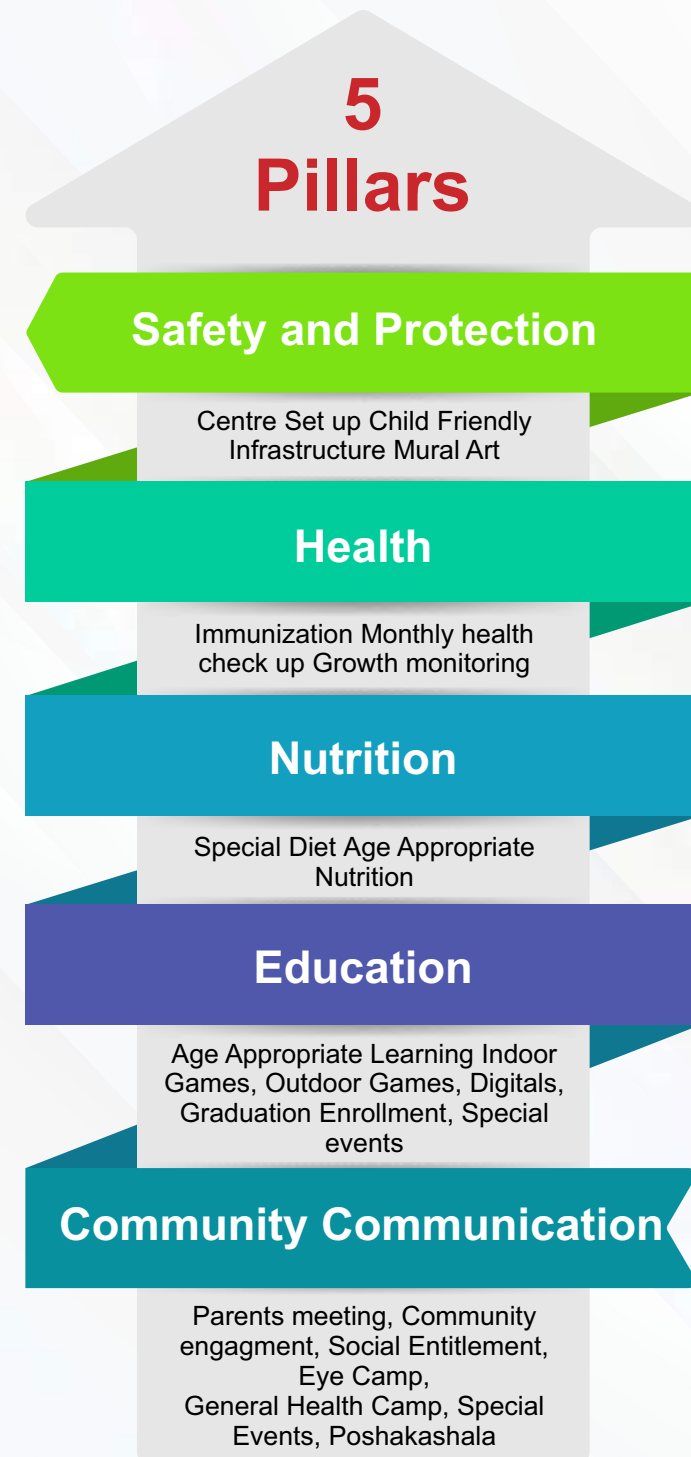 5
Pillars
Safety and Protection
Centre Set up Child Friendly
Infrastructure Mural Art
Health
Immunization Monthly health
check up Growth monitoring
Nutrition
Special Diet Age Appropriate
Nutrition
Education
Age Appropriate Learning Indoor
Games, Outdoor Games, Digitals,
Graduation Enrollment, Special
events
Community Communication
Parents meeting, Community
engagment, Social Entitlement,
Eye Camp,
General Health Camp, Special
Events, Poshakashala